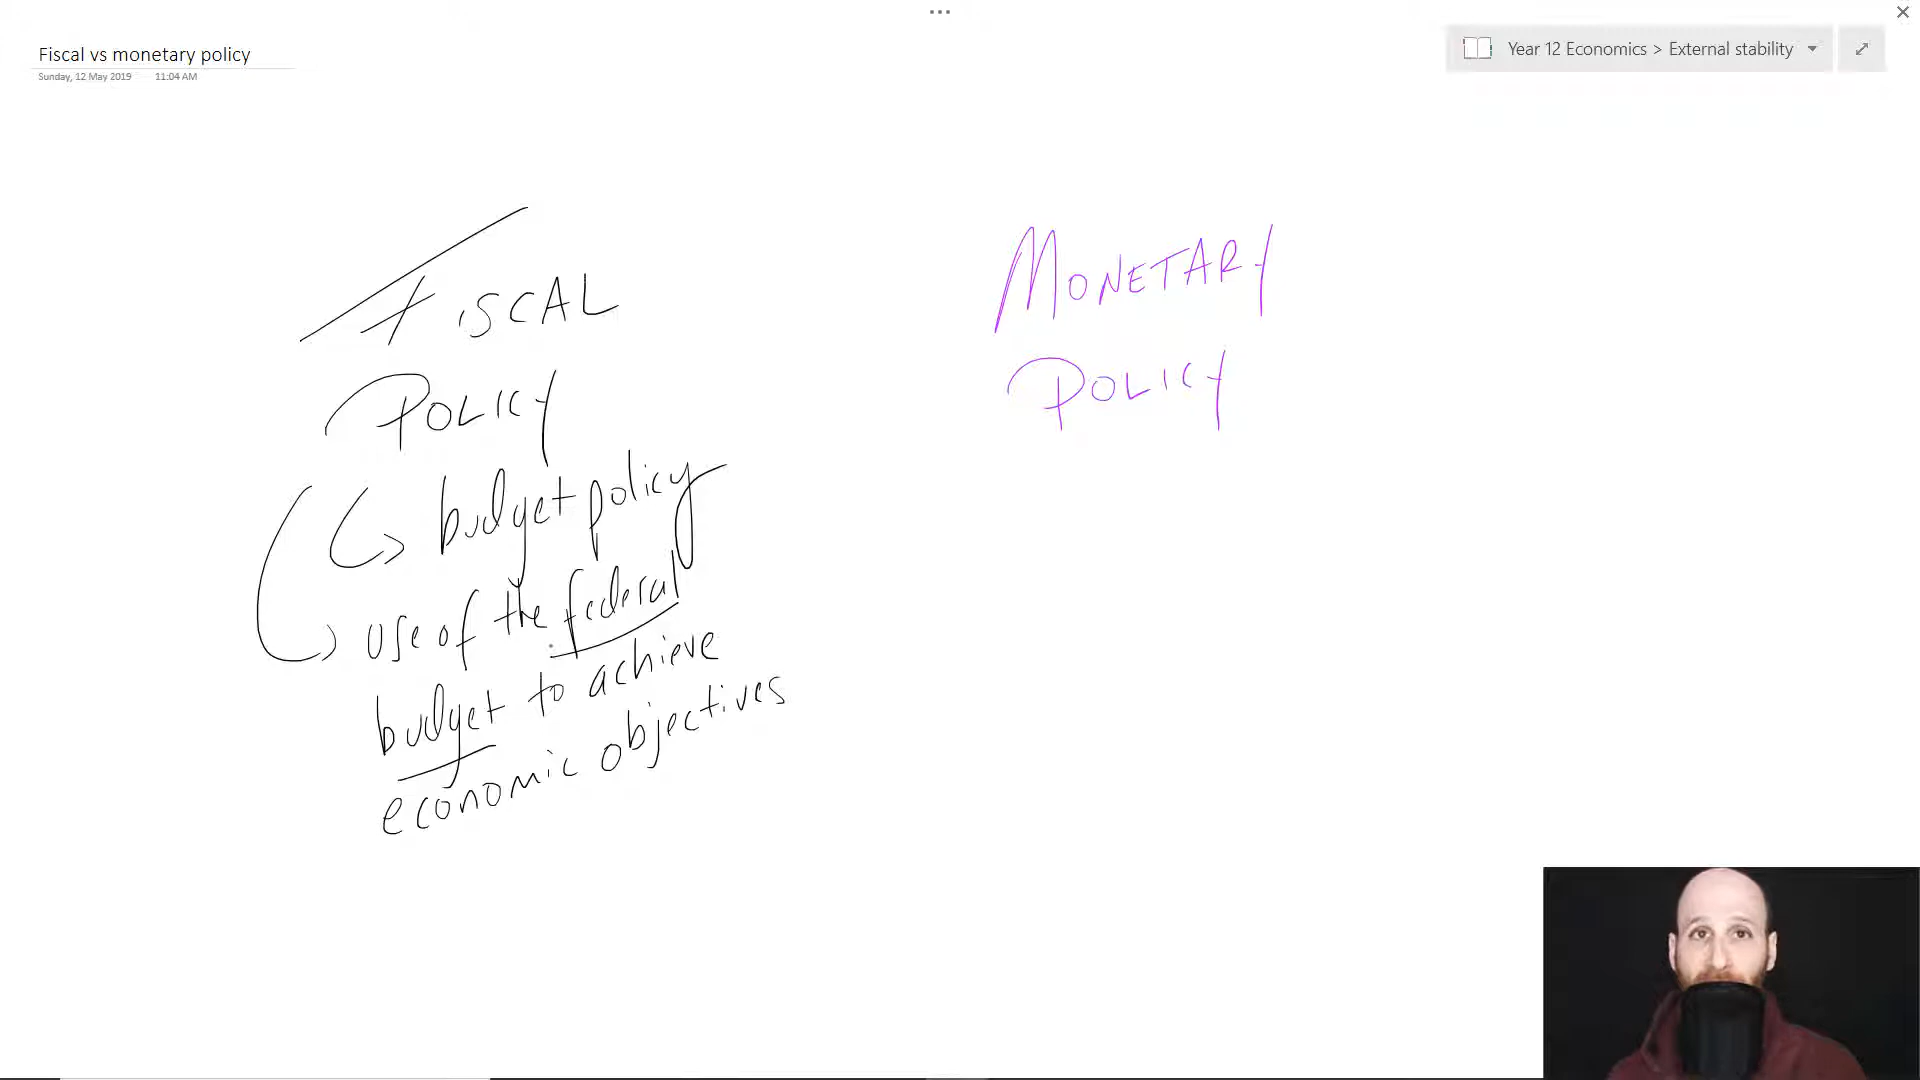 Fiscal vs monetary policy
Sunday, 12 May 2019 11:04 AM
Year 12 Economics > External stability
FISCAL
POLICY
budget policy
use of the federal
budget to achieve
economic objectives
MONETARY
POLICY